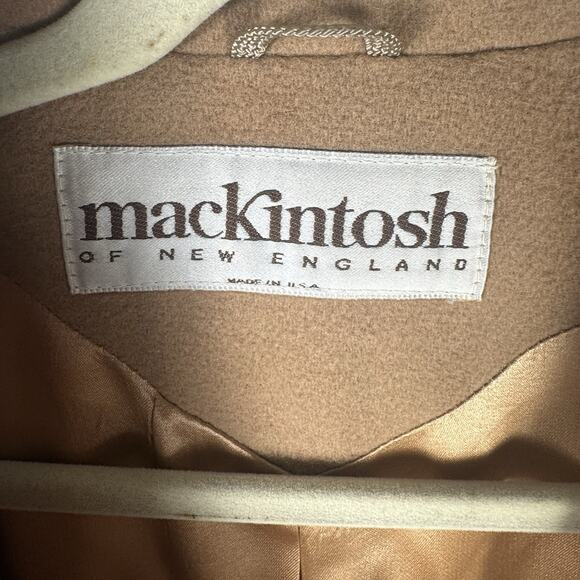 mackintosh
OF NEW ENGLAND
MADE IN U.S.A.